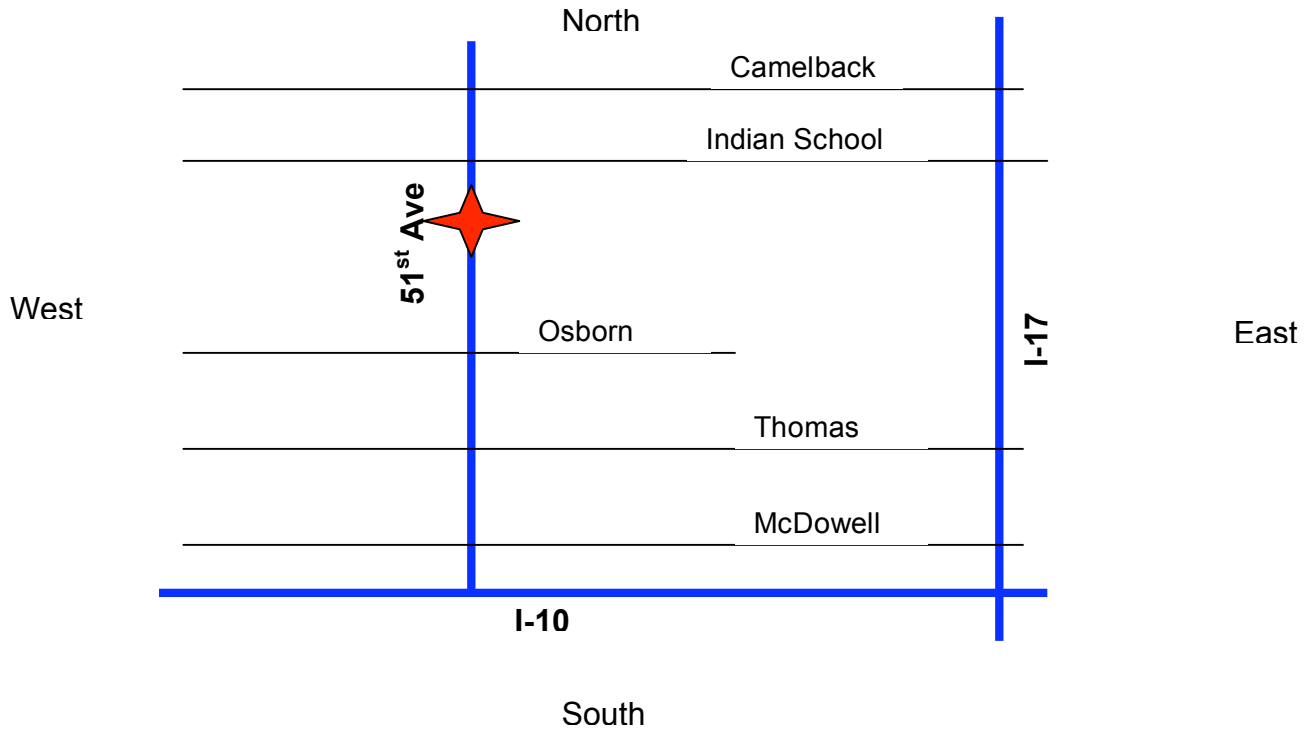 North
Camelback
Indian School
51st Ave
West
Osborn
I-17
East
Thomas
McDowell
I-10
South